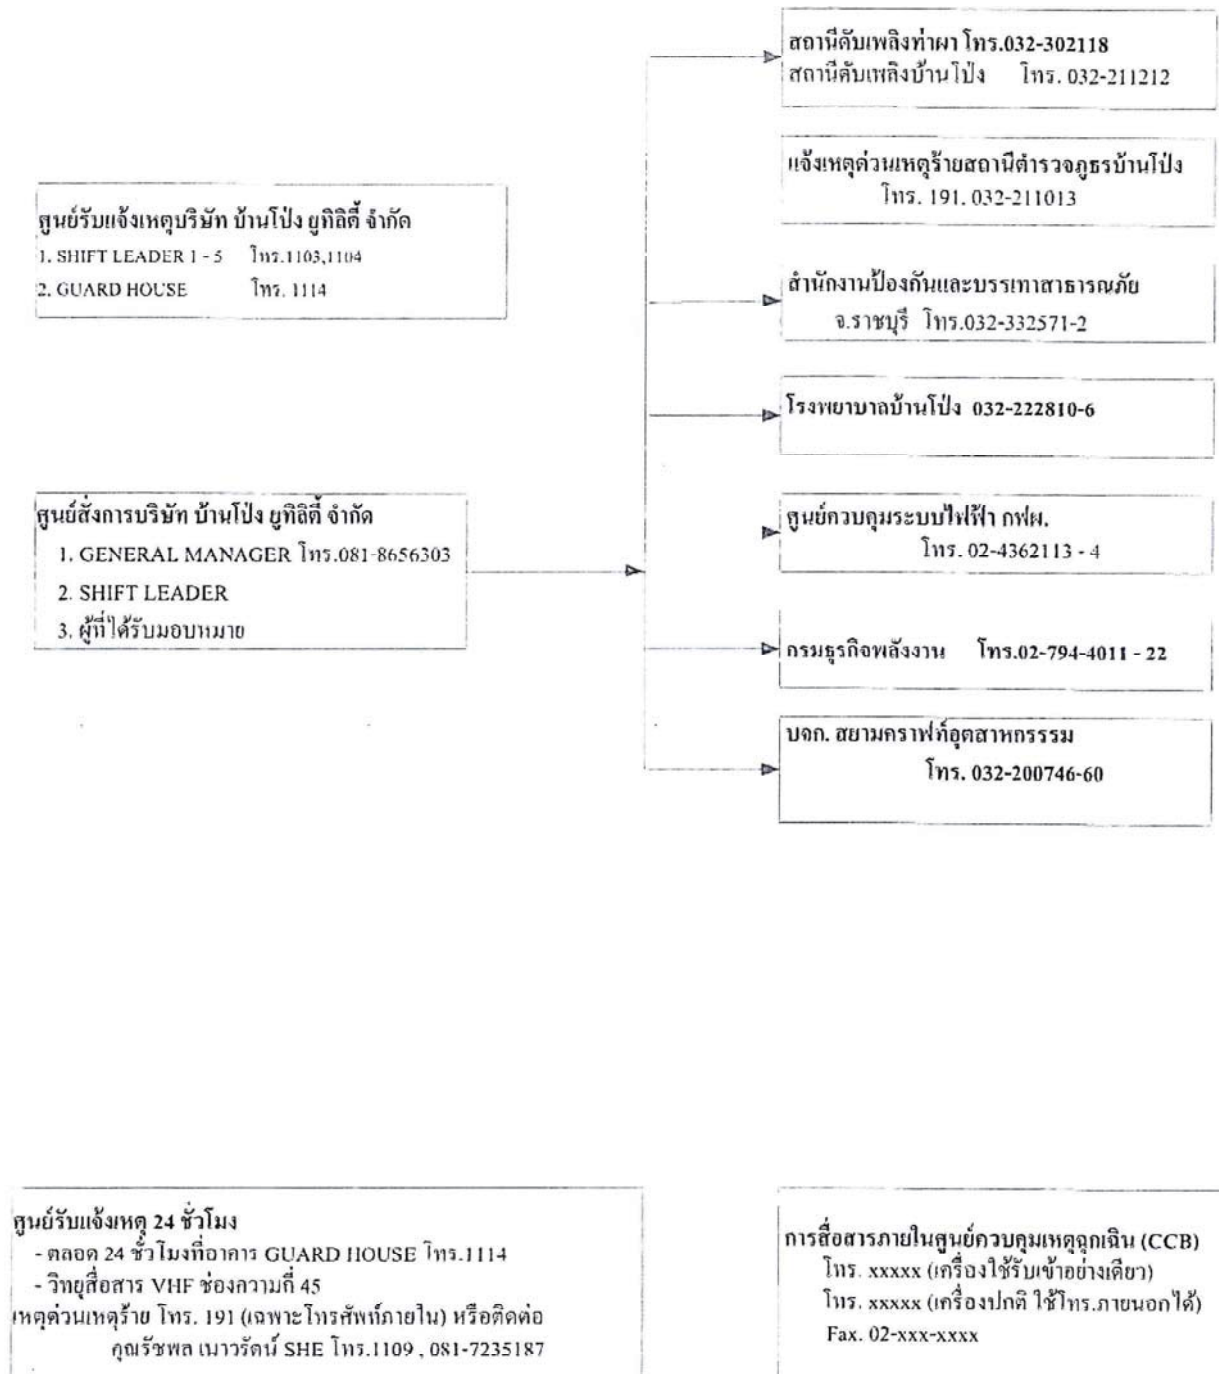 สถานีดับเพลิงท่าผา โทร.032-302118
สถานีดับเพลิงบ้านโป่ง โทร. 032-211212
แจ้งเหตุด่วนเหตุร้ายสถานีตำรวจภูธรบ้านโป่ง
โทร. 191. 032-211013
ศูนย์รับแจ้งเหตุบริษัท บ้านโป่ง ยูทิลิตี้ จำกัด
1. SHIFT LEADER 1 - 5 โทร.1103,1104
2. GUARD HOUSE โทร. 1114
สำนักงานป้องกันและบรรเทาสาธารณภัย
จ.ราชบุรี โทร.032-332571-2
โรงพยาบาลบ้านโป่ง 032-222810-6
ศูนย์สั่งการบริษัท บ้านโป่ง ยูทิลิตี้ จำกัด
1. GENERAL MANAGER โทร.081-8656303
2. SHIFT LEADER
3. ผู้ที่ได้รับมอบหมาย
ศูนย์ควบคุมระบบไฟฟ้า กฟผ.
โทร. 02-4362113 - 4
กรมธุรกิจพลังงาน โทร.02-794-4011 - 22
บจก. สยามคราฟท์อุตสาหกรรรม
โทร. 032-200746-60
ศูนย์รับแจ้งเหตุ 24 ชั่วโมง
- ตลอด 24 ชั่วโมงที่อาคาร GUARD HOUSE โทร.1114
- วิทยุสื่อสาร VHF ช่องความถี่ 45
เหตุด่วนเหตุร้าย โทร. 191 (เฉพาะโทรศัพท์ภายใน) หรือติดต่อ
คุณรัชพล เนาวรัตน์ SHE โทร.1109 , 081-7235187
การสื่อสารภายในศูนย์ควบคุมเหตุฉุกเฉิน (CCB)
โทร. xxxxx (เครื่องใช้รับเข้าอย่างเดียว)
โทร. xxxxx (เครื่องปกติ ใช้โทร.ภายนอกได้)
Fax. 02-xxx-xxxx